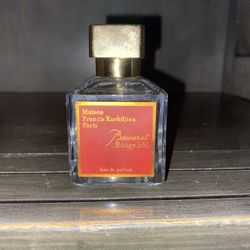 Maison
Francis Kurkdjian
Paris
Baccarat
Rouge 540
Eau de parfum